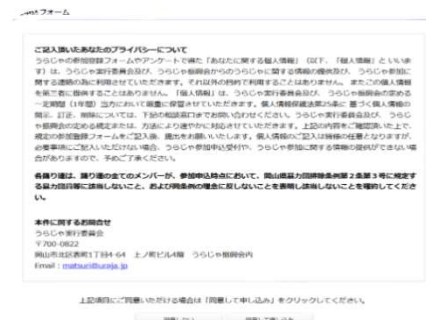 フォーム
ご記入頂いたあなたのプライバシーについて
うらじゃの参加登録フォームやアンケートで得た「あなたに関する個人情報」（以下、「個人情報」といいま
す）は、うらじゃ実行委員会及び、うらじゃ振興会からのうらじゃに関する情報の提供及び、うらじゃ参加に
関する連絡の為に利用させていただきます。それ以外の目的で利用することはありません。またこの個人情報
を第三者に提供することはありません。「個人情報」は、うらじゃ実行委員会及び、うらじゃ振興会の定める
一定期間（1年間）当方において厳重に保管させていただきます。個人情報保護法第25条に基づく個人情報の
開示、訂正、削除については、下記の相談窓口までお問い合わせください。うらじゃ実行委員会及び、うらじ
ゃ振興会の定める規定または、方法により速やかに対応させていただきます。上記の内容をご確認頂いた上で、
規定の参加登録フォームをご記入後、提出をお願いいたします。個人情報のご記入は皆様の任意となりますが、
必要事項にご記入いただけない場合、うらじゃ参加申込受付や、うらじゃ参加に関する情報の提供ができない場
合がありますので、予めご了承ください。
各踊り連は、踊り連の全てのメンバーが、参加申込時点において、岡山県暴力団排除条例第2条第3号に規定す
る暴力団員等に該当しないこと、および同条例の理念に反しないことを表明し該当しないことを確約してくださ
い。
本件に関するお問合せ
うらじゃ実行委員会
〒700-0822
岡山市北区表町1丁目4-64 上ノ町ビル4階 うらじゃ振興会内
Email : matsuri@uraja.jp
上記項目にご同意いただける場合は「同意して申し込み」をクリックしてください。
同意しない 同意して申し込み